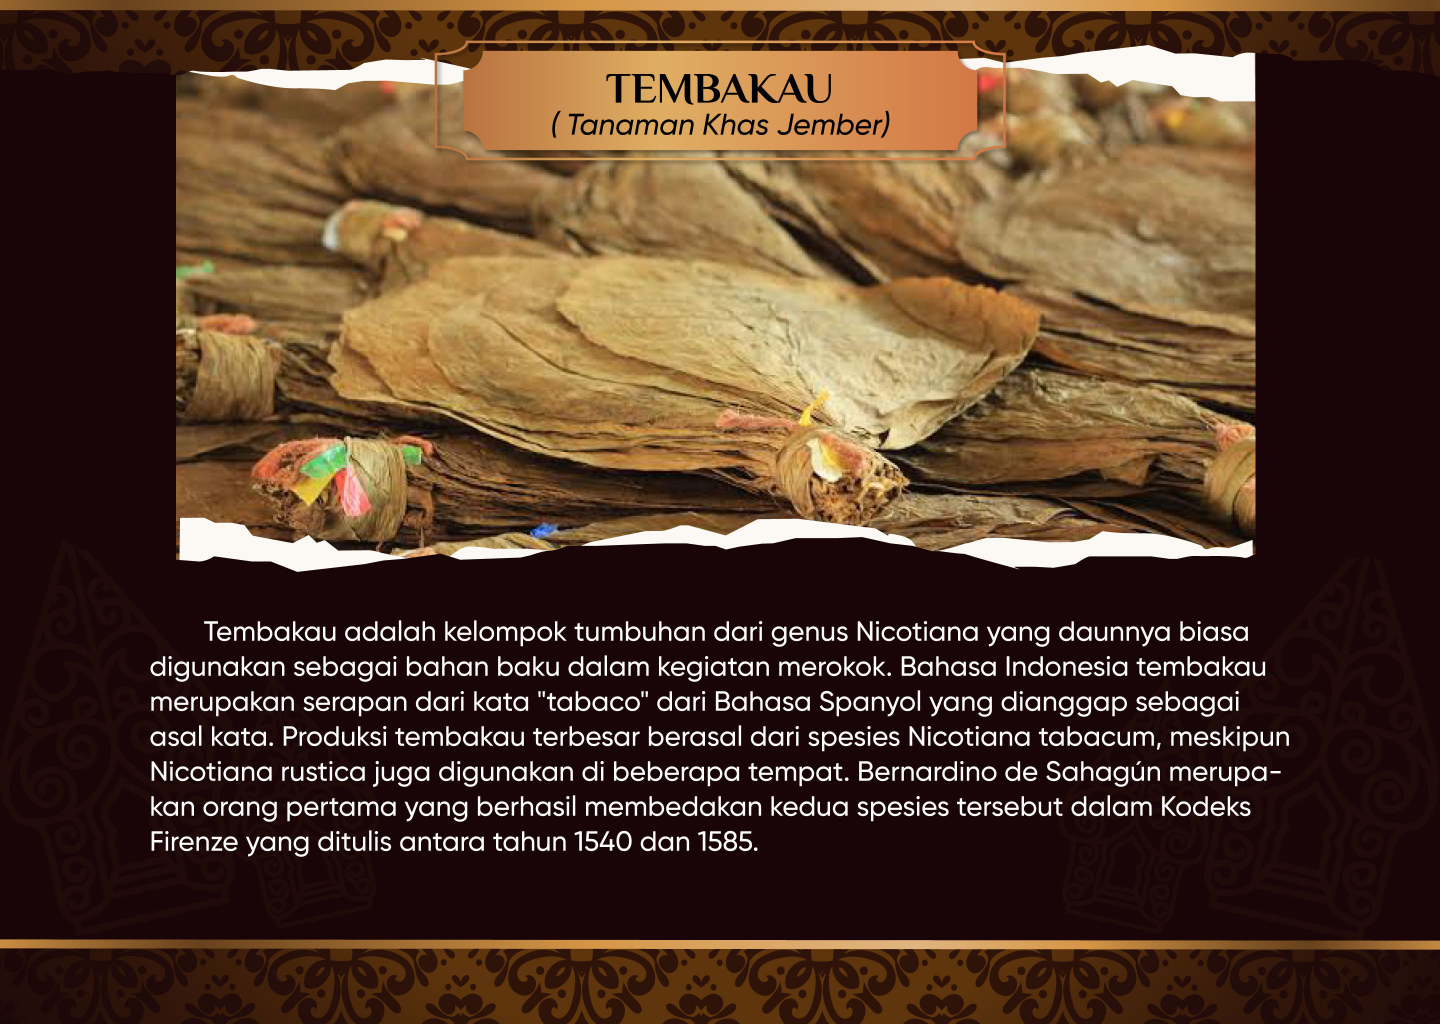 TEMBAKAU
( Tanaman Khas Jember)
Tembakau adalah kelompok tumbuhan dari genus Nicotiana yang daunnya biasa
digunakan sebagai bahan baku dalam kegiatan merokok. Bahasa Indonesia tembakau
merupakan serapan dari kata "tabaco" dari Bahasa Spanyol yang dianggap sebagai
asal kata. Produksi tembakau terbesar berasal dari spesies Nicotiana tabacum, meskipun
Nicotiana rustica juga digunakan di beberapa tempat. Bernardino de Sahagún merupa-
kan orang pertama yang berhasil membedakan kedua spesies tersebut dalam Kodeks
Firenze yang ditulis antara tahun 1540 dan 1585.